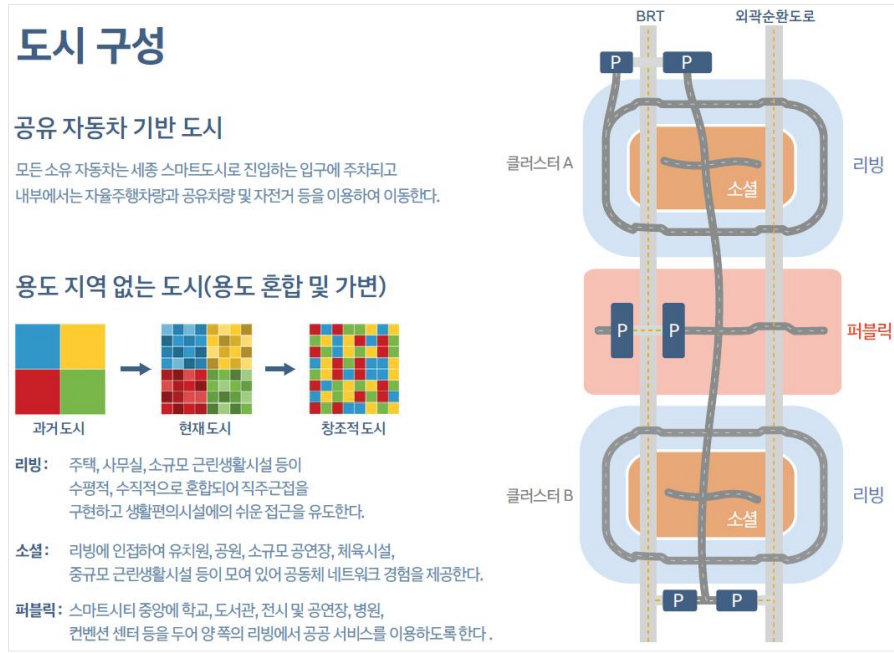 도시 구성
공유 자동차 기반 도시
모든 소유 자동차는 세종 스마트도시로 진입하는 입구에 주차되고
내부에서는 자율주행차량과 공유차량 및 자전거 등을 이용하여 이동한다.
용도 지역 없는 도시(용도 혼합 및 가변)
과거도시
현재도시
창조적도시
리빙 : 주택, 사무실, 소규모 근린생활시설 등이
수평적, 수직적으로 혼합되어 직주근접을
구현하고 생활편의시설에의 쉬운 접근을 유도한다.
소셜 : 리빙에 인접하여 유치원, 공원, 소규모 공연장, 체육시설,
중규모 근린생활시설 등이 모여 있어 공동체 네트워크 경험을 제공한다.
퍼블릭 : 스마트시티 중앙에 학교, 도서관, 전시 및 공연장, 병원,
컨벤션 센터 등을 두어 양 쪽의 리빙에서 공공 서비스를 이용하도록 한다 .
BRT
외곽순환도로
P
P
클러스터 A
소셜
리빙
P
P
퍼블릭
클러스터 B
소셜
리빙
P
P